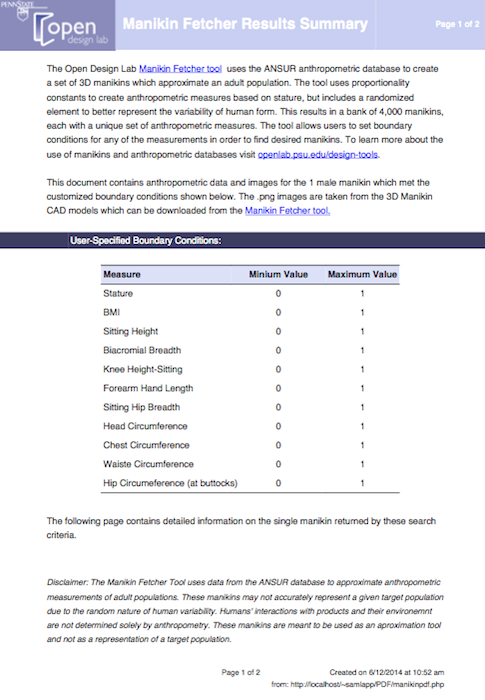 PENNSTATE
open
design lab
Manikin Fetcher Results Summary
Page 1 of 2
The Open Design Lab Manikin Fetcher tool uses the ANSUR anthropometric database to create
a set of 3D manikins which approximate an adult population. The tool uses proportionality
constants to create anthropometric measures based on stature, but includes a randomized
element to better represent the variability of human form. This results in a bank of 4,000 manikins,
each with a unique set of anthropometric measures. The tool allows users to set boundary
conditions for any of the measurements in order to find desired manikins. To learn more about the
use of manikins and anthropometric databases visit openlab.psu.edu/design-tools.
This document contains anthropometric data and images for the 1 male manikin which met the
customized boundary conditions shown below. The .png images are taken from the 3D Manikin
CAD models which can be downloaded from the Manikin Fetcher tool.
User-Specified Boundary Conditions:
Measure Minium Value Maximum Value
Stature 0 1
BMI 0 1
Sitting Height 0 1
Biacromial Breadth 0 1
Knee Height-Sitting 0 1
Forearm Hand Length 0 1
Sitting Hip Breadth 0 1
Head Circumference 0 1
Chest Circumference 0 1
Waiste Circumference 0 1
Hip Circumeference (at buttocks) 0 1
The following page contains detailed information on the single manikin returned by these search
criteria.
Disclaimer: The Manikin Fetcher Tool uses data from the ANSUR database to approximate anthropometric
measurements of adult populations. These manikins may not accurately represent a given target population
due to the random nature of human variability. Humans' interactions with products and their environemnt
are not determined solely by anthropometry. These manikins are meant to be used as an aproximation tool
and not as a representation of a target population.
Page 1 of 2
Created on 6/12/2014 at 10:52 am
from: http://localhost/~samlapp/PDF/manikinpdf.php